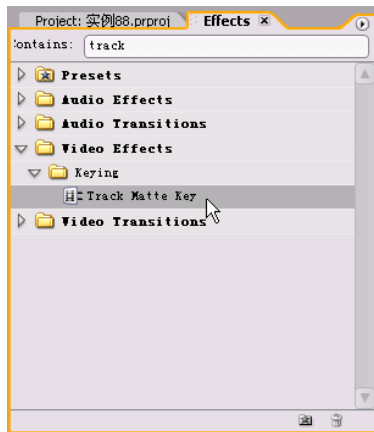 Project: 实例88.prproj Effects
Contains: track
Presets
Audio Effects
Audio Transitions
Video Effects
Keying
Track Matte Key
Video Transitions